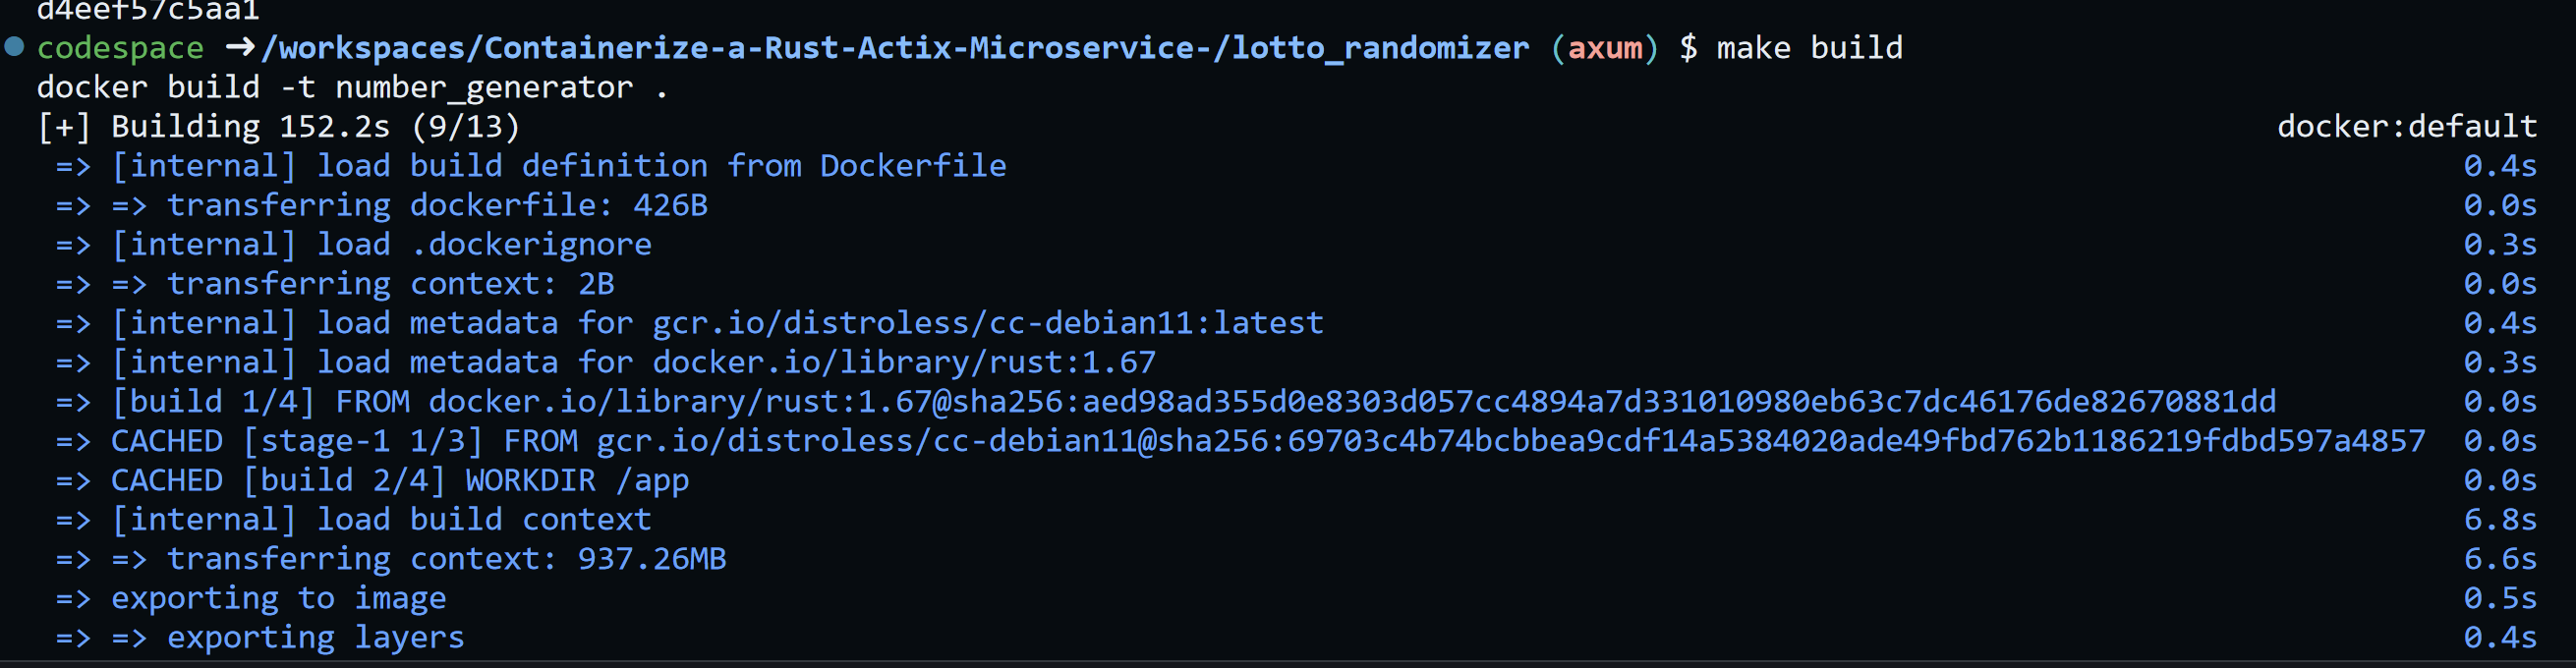 d4eef57c5aa1
codespace ➜ /workspaces/Containerize-a-Rust-Actix-Microservice-/lotto_randomizer (axum) $ make build
docker build -t number_generator .
[+] Building 152.2s (9/13) docker:default
=> [internal] load build definition from Dockerfile 0.4s
=> => transferring dockerfile: 426B 0.0s
=> [internal] load .dockerignore 0.3s
=> => transferring context: 2B 0.0s
=> [internal] load metadata for gcr.io/distroless/cc-debian11:latest 0.4s
=> [internal] load metadata for docker.io/library/rust:1.67 0.3s
=> [build 1/4] FROM docker.io/library/rust:1.67@sha256:aed98ad355d0e8303d057cc4894a7d331010980eb63c7dc46176de82670881dd 0.0s
=> CACHED [stage-1 1/3] FROM gcr.io/distroless/cc-debian11@sha256:69703c4b74bcbbea9cdf14a5384020ade49fbd762b1186219fdbd597a4857 0.0s
=> CACHED [build 2/4] WORKDIR /app 0.0s
=> [internal] load build context 6.8s
=> => transferring context: 937.26MB 6.6s
=> exporting to image 0.5s
=> => exporting layers 0.4s